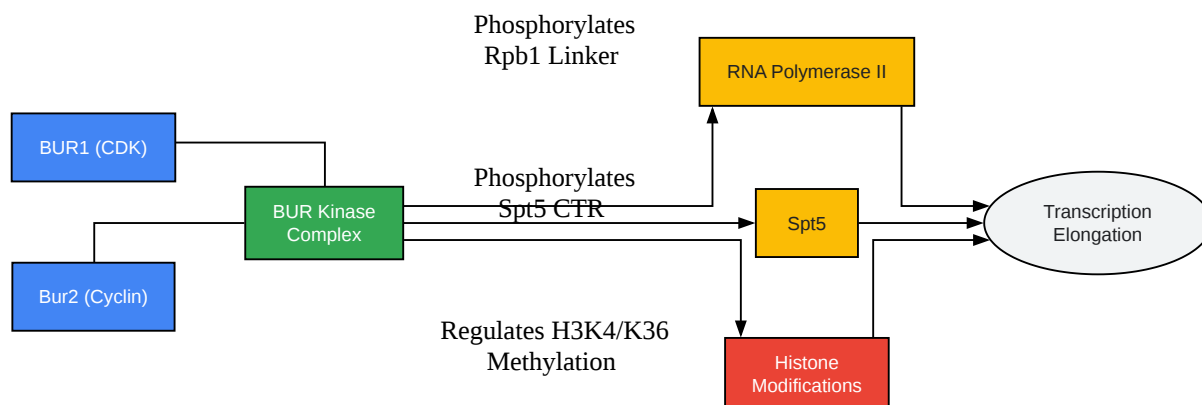 Phosphorylates
Rpb1 Linker
RNA Polymerase II
BUR1 (CDK)
Phosphorylates
Spt5 CTR
BUR Kinase
Complex
Spt5
Transcription
Elongation
Bur2 (Cyclin)
Regulates H3K4/K36
Methylation
Histone
Modifications